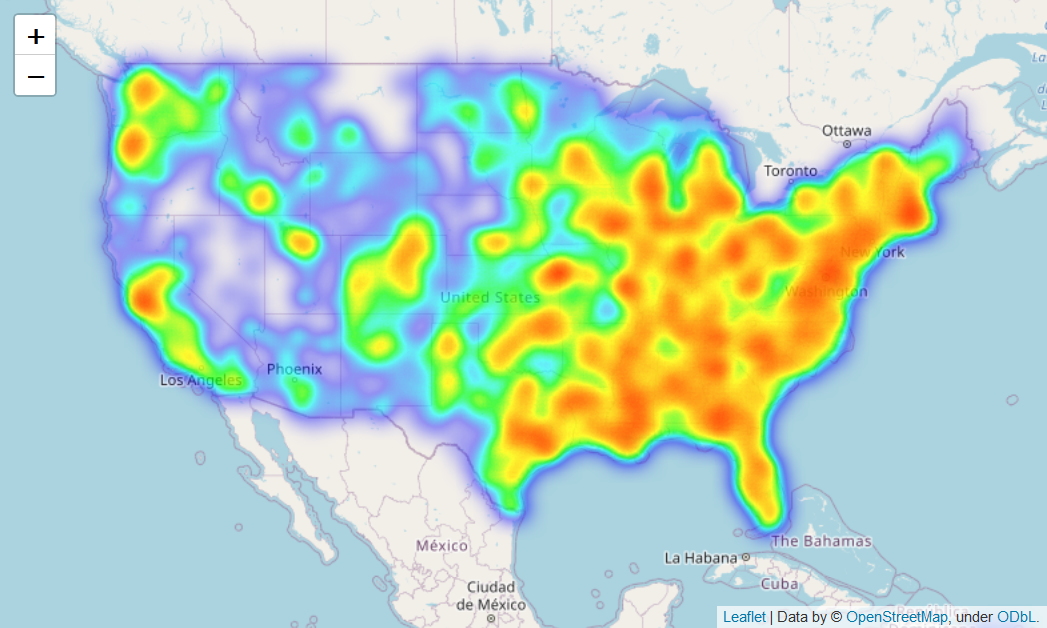 +
−
Ottawa
Toronto
New York
Washington
United States
Phoenix
Los Angeles
México
The Bahamas
La Habana
Cuba
Ciudad
de México
Leaflet | Data by © OpenStreetMap, under ODbL.